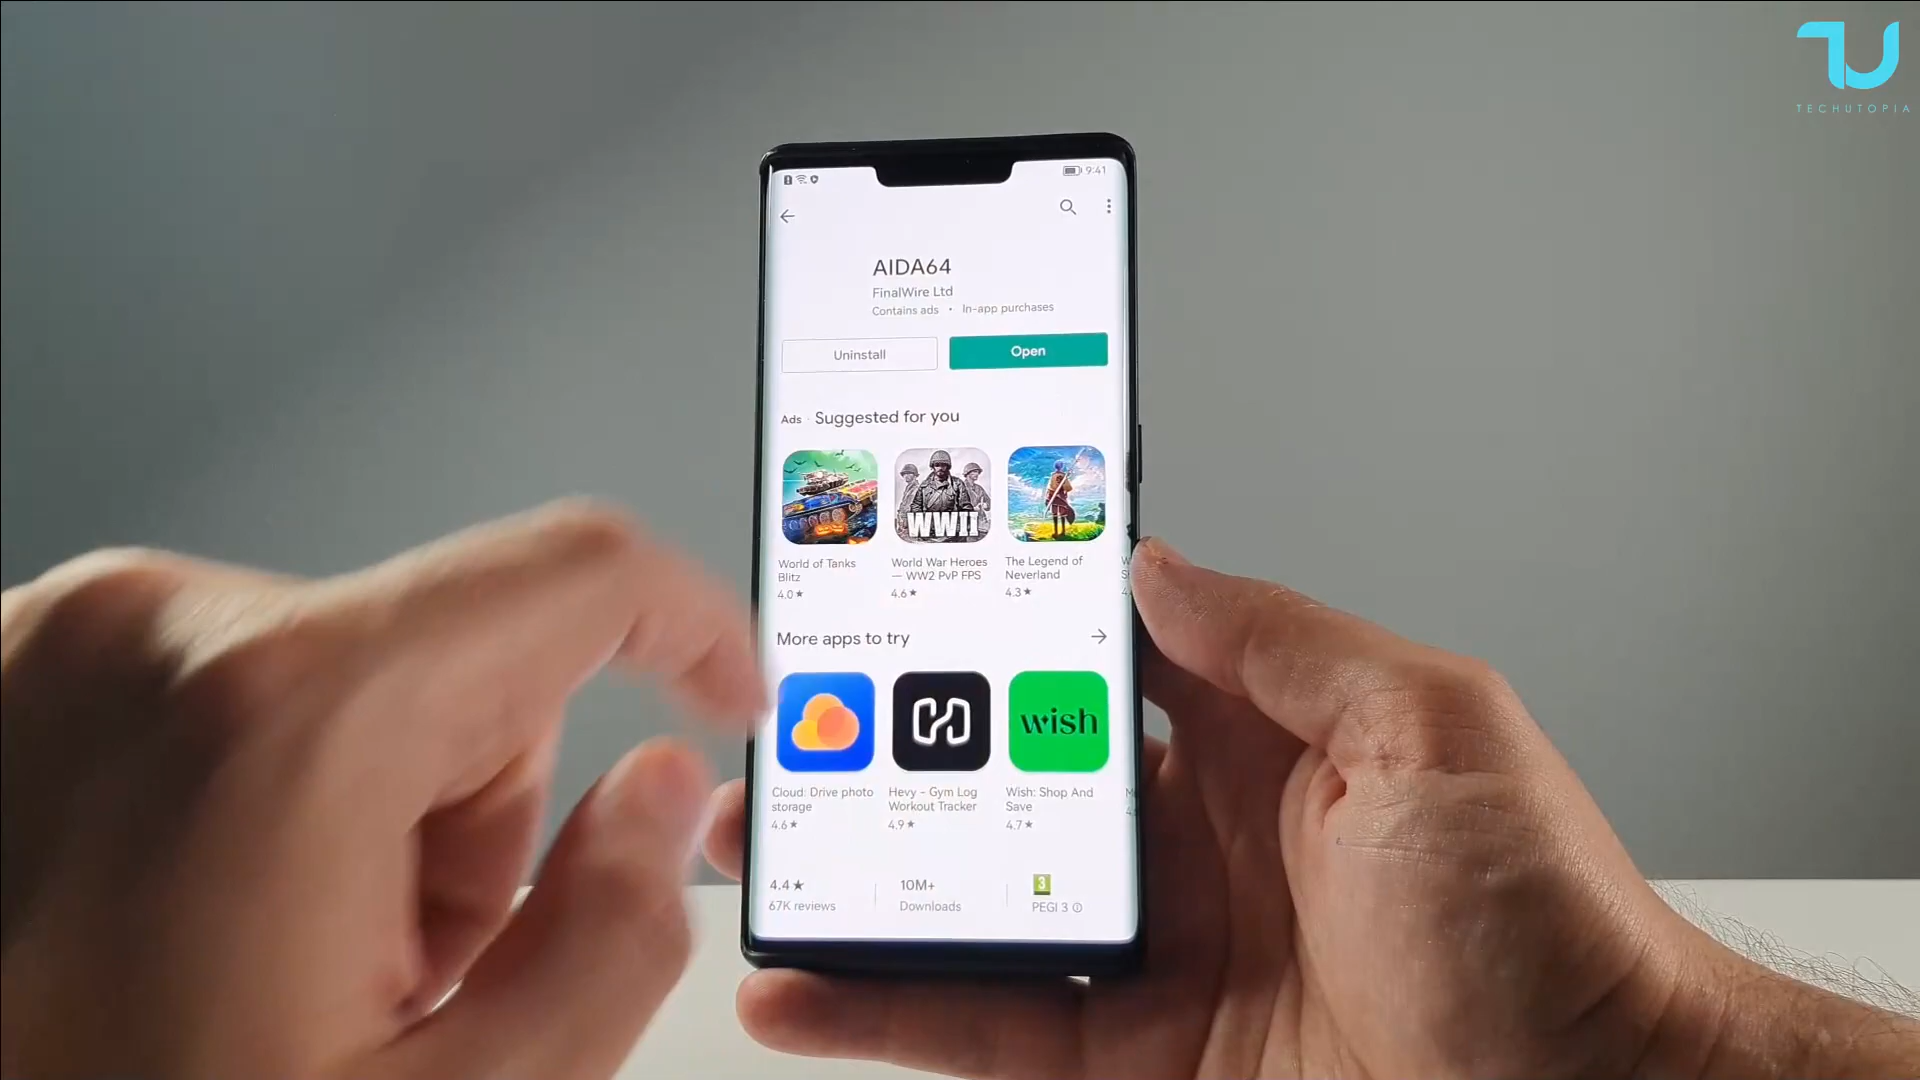 TECHUTOPIA
9:41
AIDA64
FinalWire Ltd
Contains ads • In-app purchases
Uninstall
Open
Ads · Suggested for you
WWII
World of Tanks
Blitz
4.0★
World War Heroes
— WW2 PvP FPS
4.6★
The Legend of
Neverland
4.3★
More apps to try
wish
Cloud: Drive photo
storage
4.6★
Hevy - Gym Log
Workout Tracker
4.9★
Wish: Shop And
Save
4.7★
4.4★
67K reviews
10M+
Downloads
3
PEGI 3